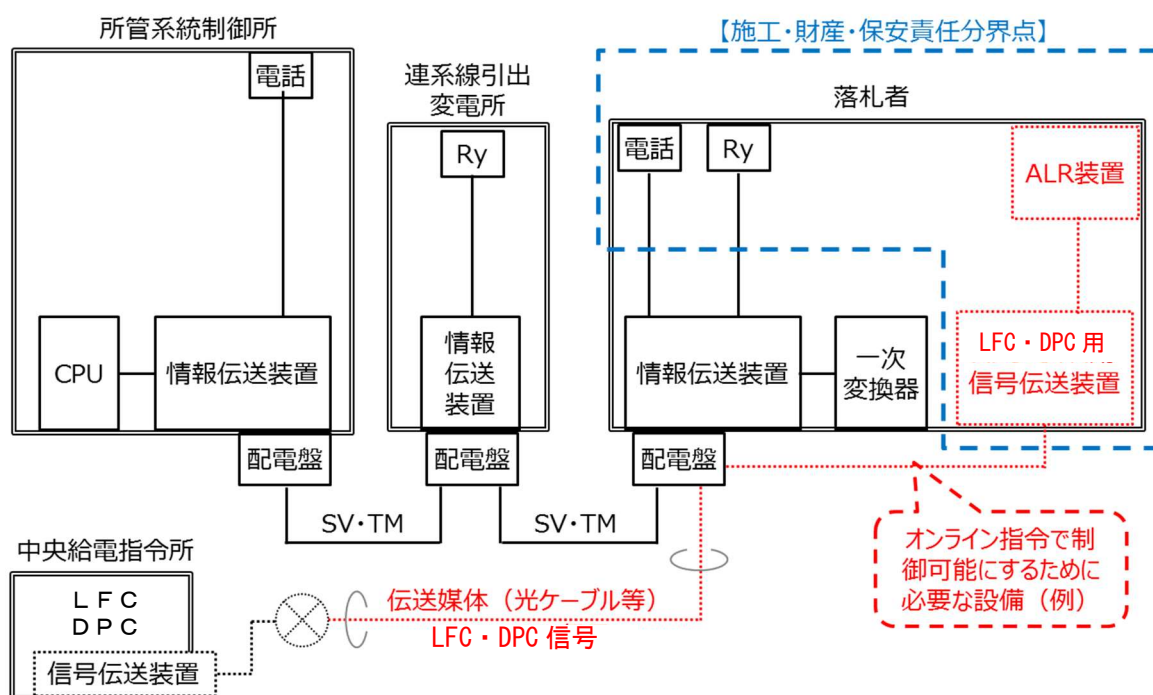 所管系統制御所
電話
CPU
情報伝送装置
配電盤
連系線引出
変電所
Ry
情報
伝送
装置
配電盤
【施工・財産・保安責任分界点】
落札者
電話
Ry
ALR装置
情報伝送装置
一次
変換器
LFC・DPC 用
信号伝送装置
配電盤
SV・TM
SV・TM
オンライン指令で制
御可能にするために
必要な設備（例）
中央給電指令所
ＬＦＣ
ＤＰＣ
信号伝送装置
伝送媒体（光ケーブル等）
LFC・DPC 信号